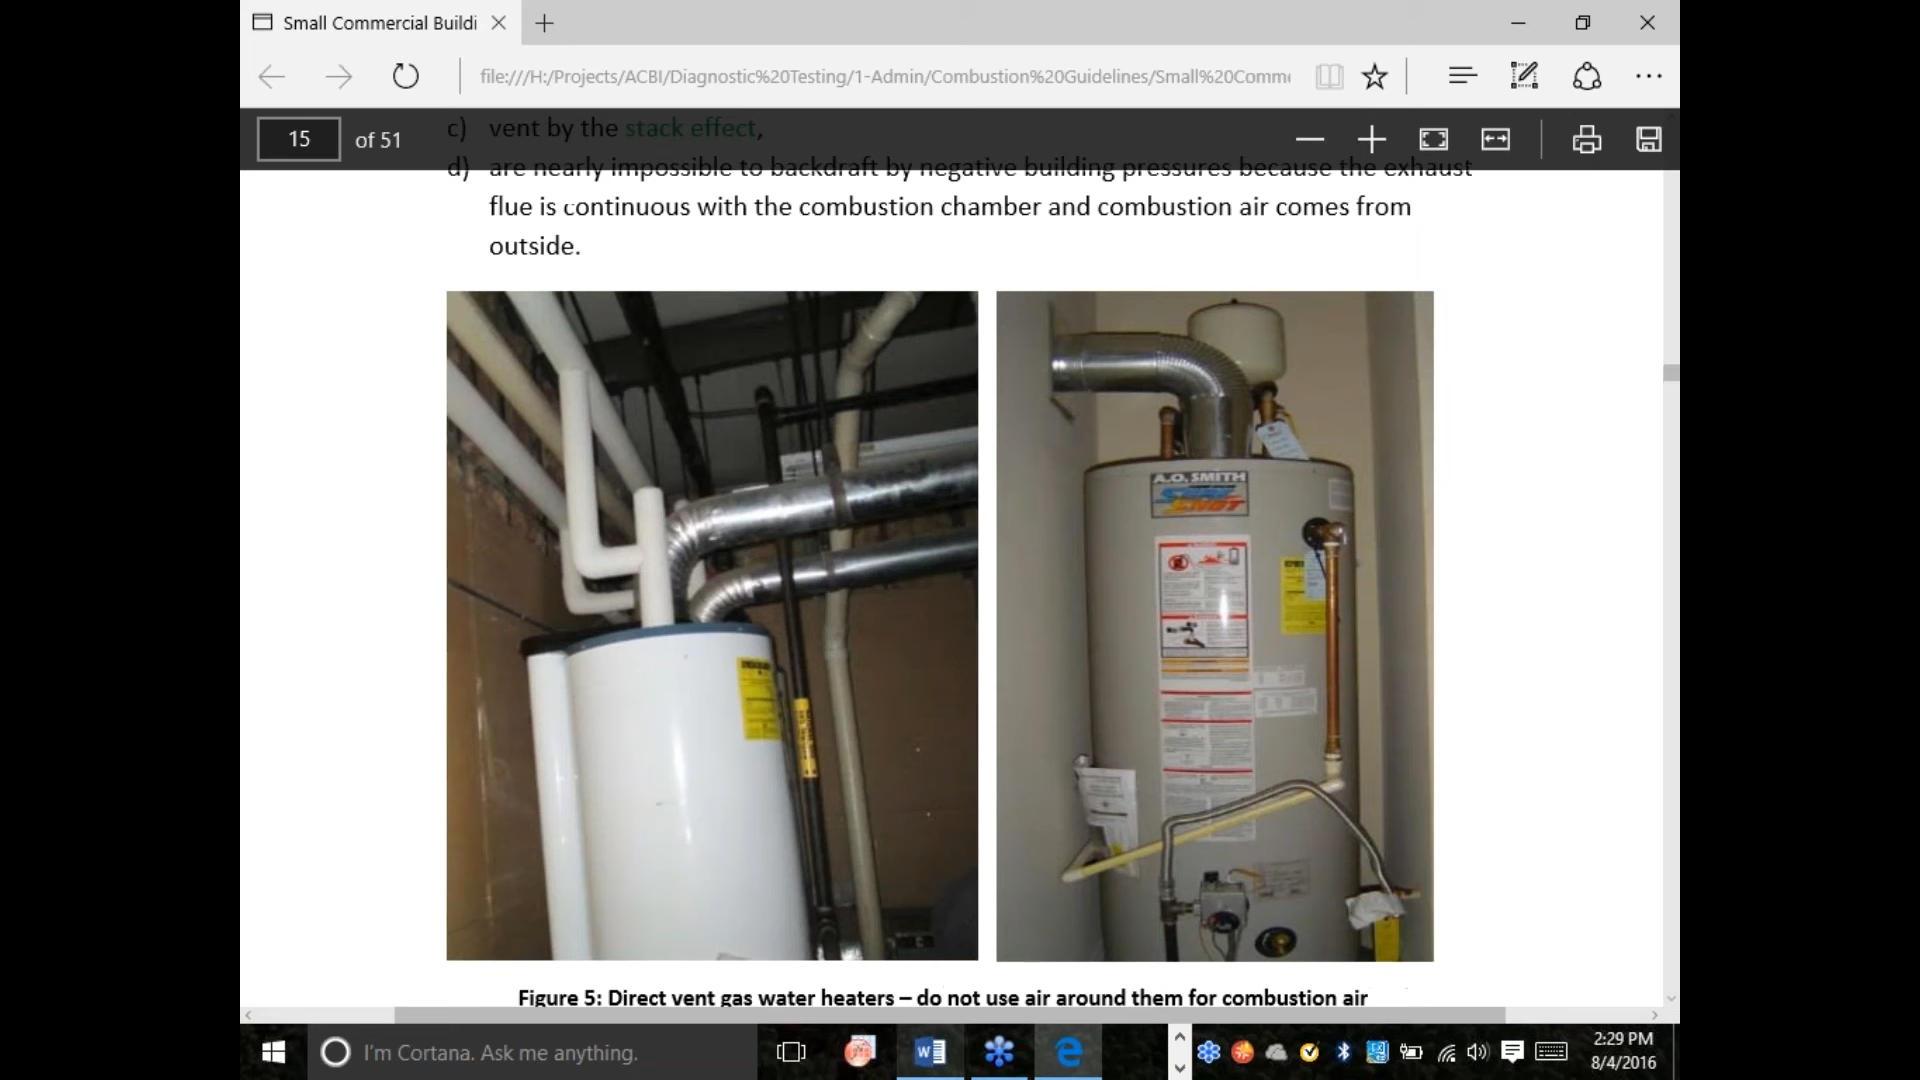 Small Commercial Buildi
file:///H:/Projects/ACBI/Diagnostic%20Testing/1-Admin/Combustion%20Guidelines/Small%20Comme
15 of 51
c) vent by the stack effect,
d) are nearly impossible to backdraft by negative building pressures because the exhaust
flue is continuous with the combustion chamber and combustion air comes from
outside.
A.O. SMITH
Figure 5: Direct vent gas water heaters – do not use air around them for combustion air
I'm Cortana. Ask me anything.
2:29 PM
8/4/2016